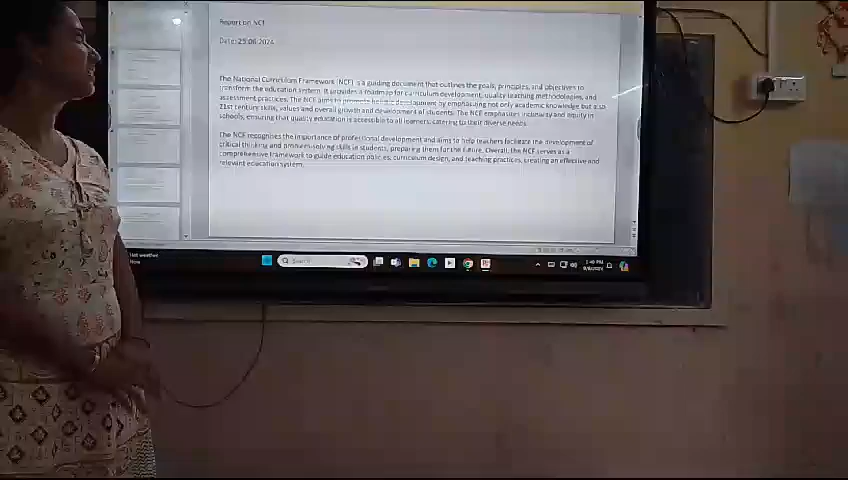 Report on NCF
Date: 25.06.2024
The National Curriculum Framework (NCF) is a guiding document that outlines the goals, principles, and objectives to
transform the education system. It provides a roadmap for curriculum development, quality teaching methodologies, and
assessment practices. The NCF aims to promote holistic development by emphasizing not only academic knowledge but also
21st century skills, values and overall growth and development of students. The NCF emphasises inclusivity and equity in
schools, ensuring that quality education is accessible to all learners, catering to their diverse needs.
The NCF recognises the importance of professional development and aims to help teachers facilitate the development of
critical thinking and problem-solving skills in students, preparing them for the future. Overall, the NCF serves as a
comprehensive framework to guide education policies, curriculum design, and teaching practices, creating an effective and
relevant education system.
Hot weather
Now
Search